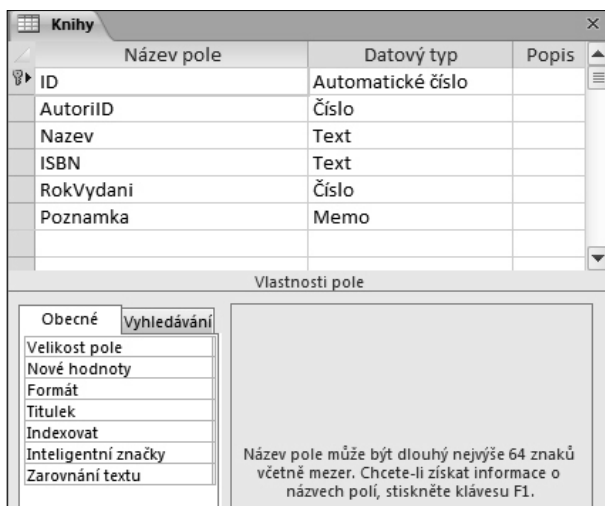 Knihy
Název pole Datový typ Popis
ID Automatické číslo
AutoriID Číslo
Nazev Text
ISBN Text
RokVydani Číslo
Poznamka Memo
Vlastnosti pole
Obecné Vyhledávání
Velikost pole
Nové hodnoty
Formát
Titulek
Indexovat
Inteligentní značky
Zarovnání textu
Název pole může být dlouhý nejvýše 64 znaků
včetně mezer. Chcete-li získat informace o
názvech polí, stiskněte klávesu F1.